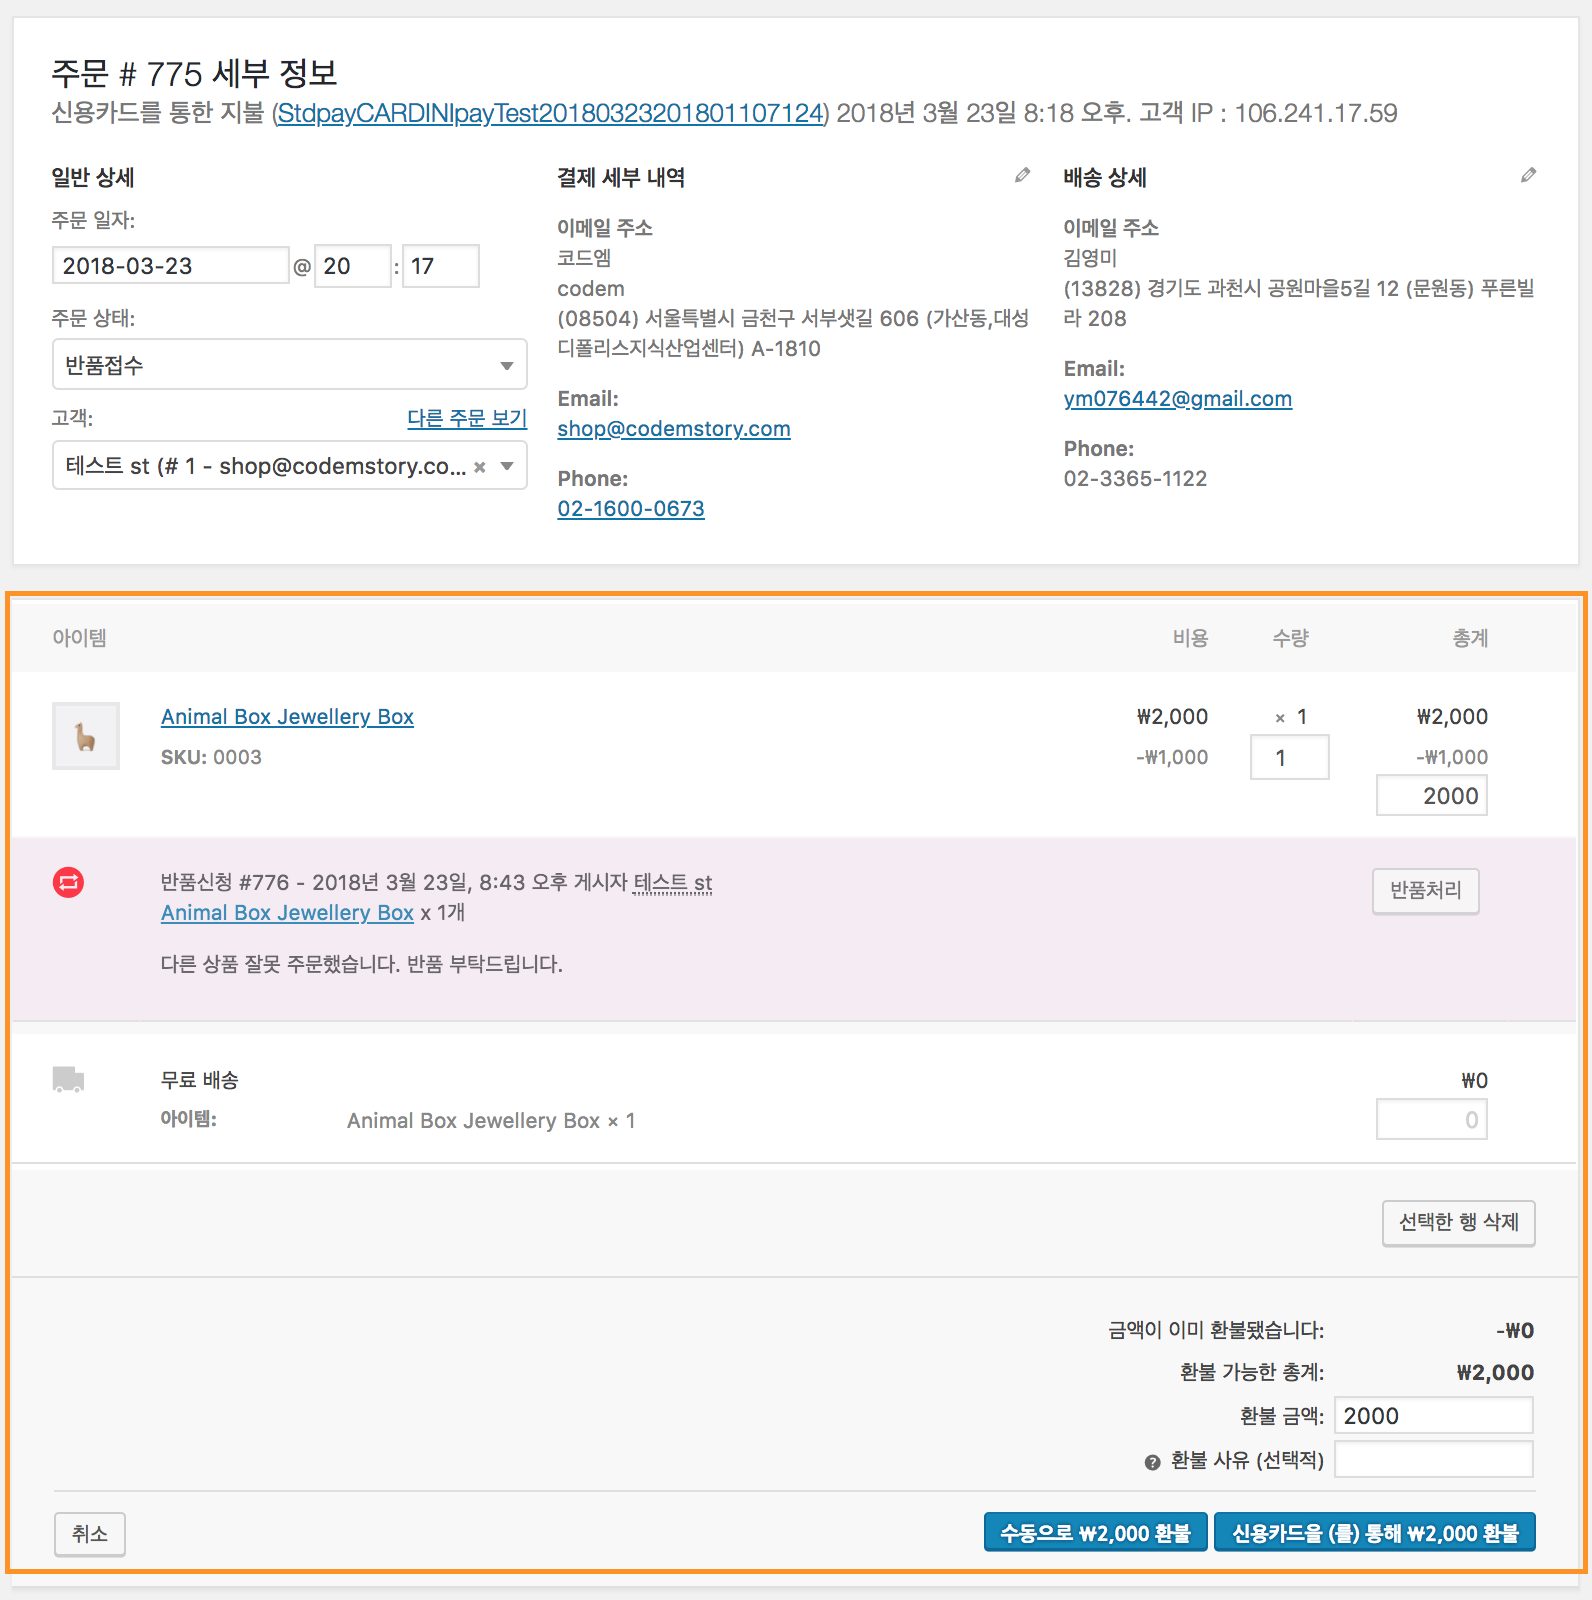 주문 # 775 세부 정보
신용카드를 통한 지불 (StdpayCARDINIpayTest20180323201801107124) 2018년 3월 23일 8:18 오후. 고객 IP : 106.241.17.59
일반 상세
주문 일자:
2018-03-23 @ 20 : 17
주문 상태:
반품접수
고객: 다른 주문 보기
테스트 st (# 1 - shop@codemstory.co... × 
결제 세부 내역
이메일 주소
코드엠
codem
(08504) 서울특별시 금천구 서부샛길 606 (가산동,대성
디폴리스지식산업센터) A-1810
Email:
shop@codemstory.com
Phone:
02-1600-0673
배송 상세
이메일 주소
김영미
(13828) 경기도 과천시 공원마을5길 12 (문원동) 푸른빌
라 208
Email:
ym076442@gmail.com
Phone:
02-3365-1122
아이템 비용 수량 총계
Animal Box Jewellery Box ₩2,000 × 1 ₩2,000
SKU: 0003 -₩1,000 1 -₩1,000
2000
반품신청 #776 - 2018년 3월 23일, 8:43 오후 게시자 테스트 st 반품처리
Animal Box Jewellery Box x 1개
다른 상품 잘못 주문했습니다. 반품 부탁드립니다.
무료 배송 ₩0
아이템: Animal Box Jewellery Box × 1 0
선택한 행 삭제
금액이 이미 환불됐습니다: -₩0
환불 가능한 총계: ₩2,000
환불 금액: 2000
? 환불 사유 (선택적)
취소 수동으로 ₩2,000 환불 신용카드을 (를) 통해 ₩2,000 환불